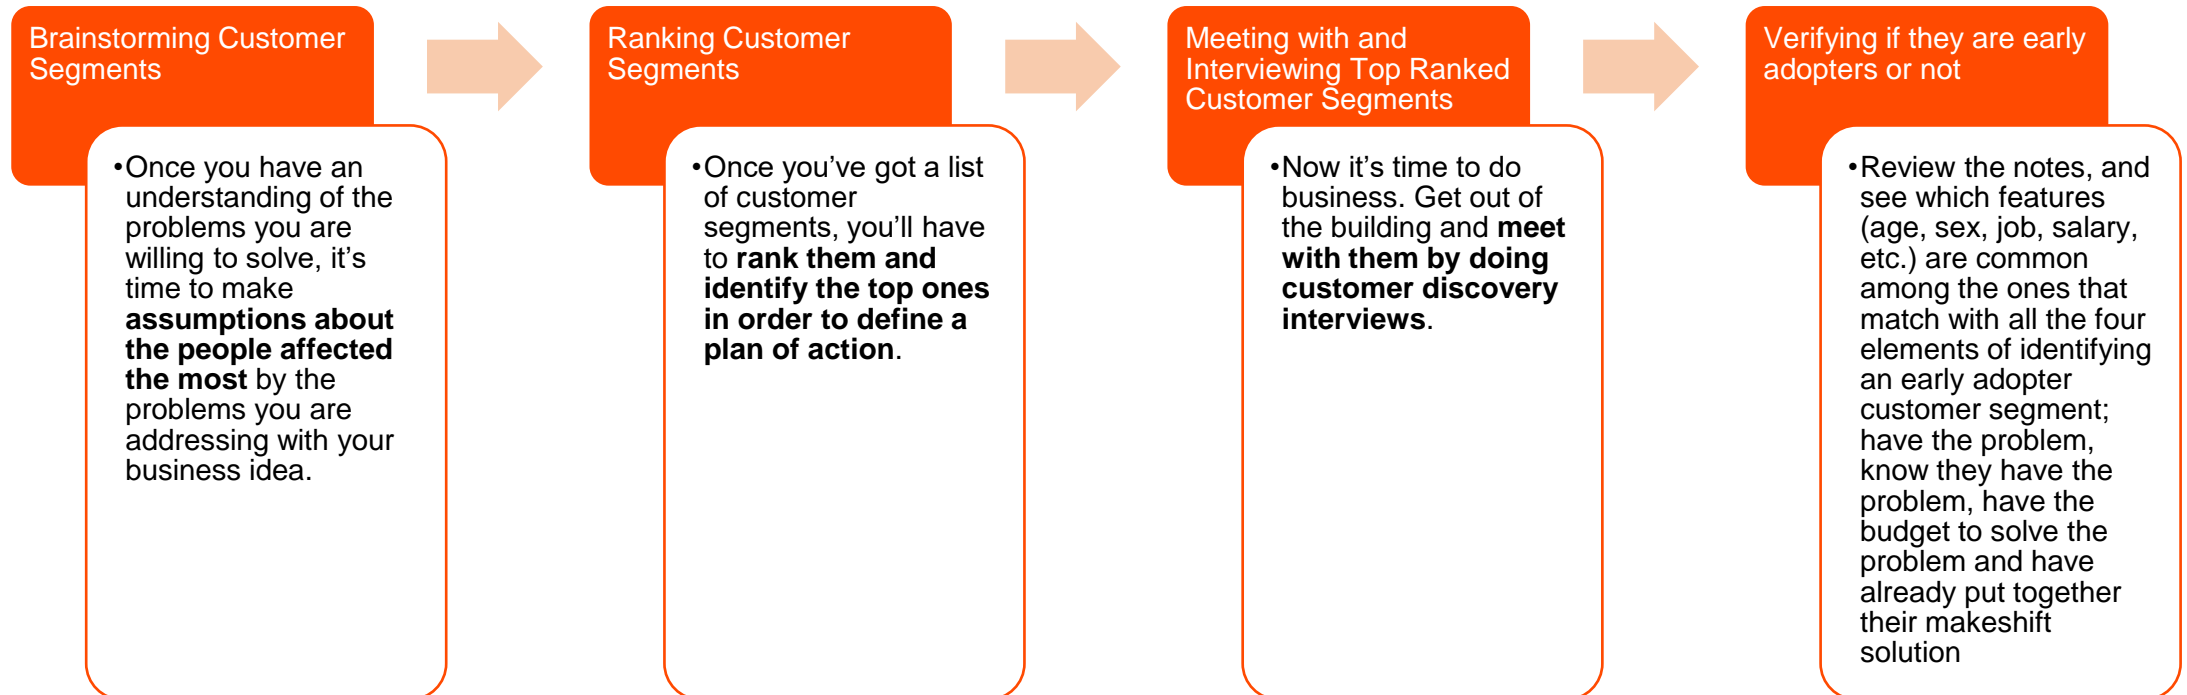 Brainstorming Customer
Segments
•Once you have an
understanding of the
problems you are
willing to solve, it’s
time to make
assumptions about
the people affected
the most by the
problems you are
addressing with your
business idea.
Ranking Customer
Segments
•Once you’ve got a list
of customer
segments, you’ll have
to rank them and
identify the top ones
in order to define a
plan of action.
Meeting with and
Interviewing Top Ranked
Customer Segments
•Now it’s time to do
business. Get out of
the building and meet
with them by doing
customer discovery
interviews.
Verifying if they are early
adopters or not
•Review the notes, and
see which features
(age, sex, job, salary,
etc.) are common
among the ones that
match with all the four
elements of identifying
an early adopter
customer segment;
have the problem,
know they have the
problem, have the
budget to solve the
problem and have
already put together
their makeshift
solution